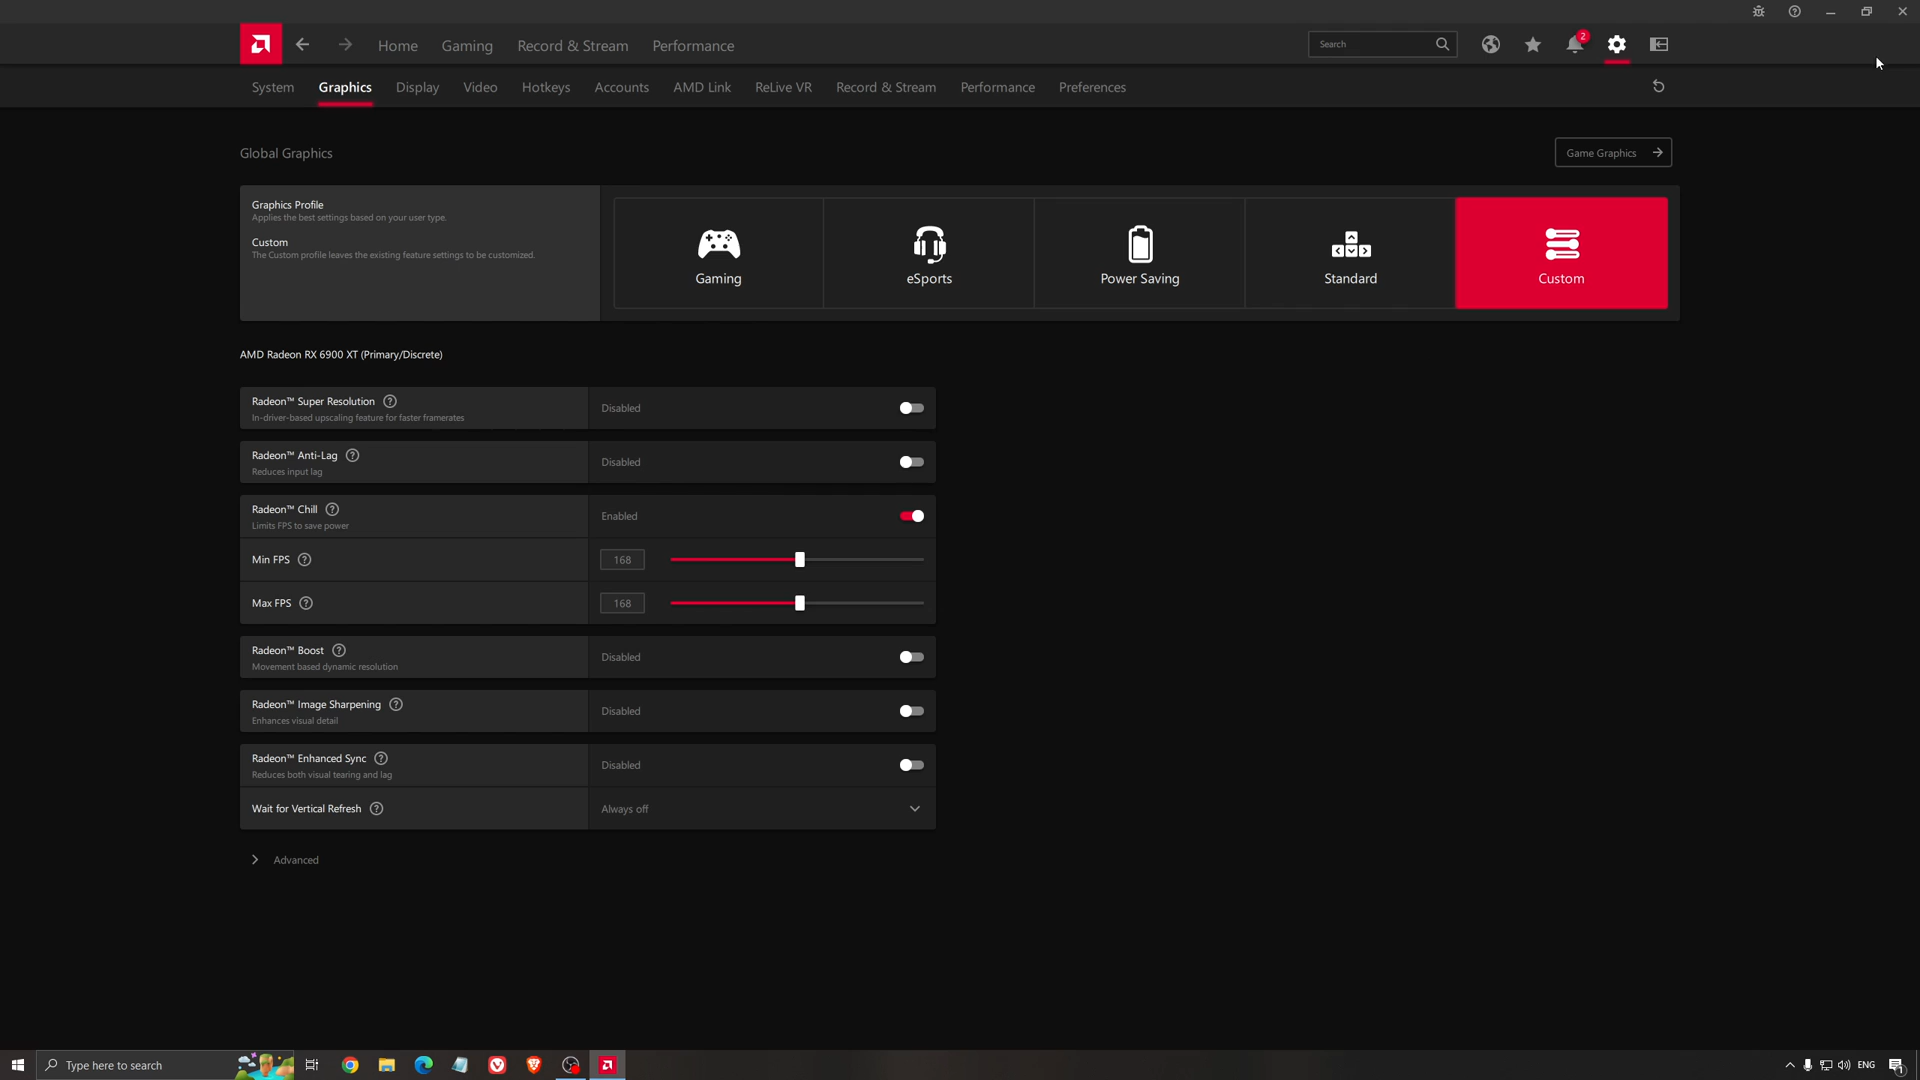 Home Gaming Record & Stream Performance Search 2
System Graphics Display Video Hotkeys Accounts AMD Link ReLive VR Record & Stream Performance Preferences
Global Graphics
Game Graphics
Graphics Profile
Applies the best settings based on your user type.
Custom
The Custom profile leaves the existing feature settings to be customized.
Gaming eSports Power Saving Standard Custom
AMD Radeon RX 6900 XT (Primary/Discrete)
Radeon™ Super Resolution
In-driver-based upscaling feature for faster framerates
Disabled
Radeon™ Anti-Lag
Reduces input lag
Disabled
Radeon™ Chill
Limits FPS to save power
Enabled
Min FPS 168
Max FPS 168
Radeon™ Boost
Movement based dynamic resolution
Disabled
Radeon™ Image Sharpening
Enhances visual detail
Disabled
Radeon™ Enhanced Sync
Reduces both visual tearing and lag
Disabled
Wait for Vertical Refresh Always off
Advanced
Type here to search ENG 1